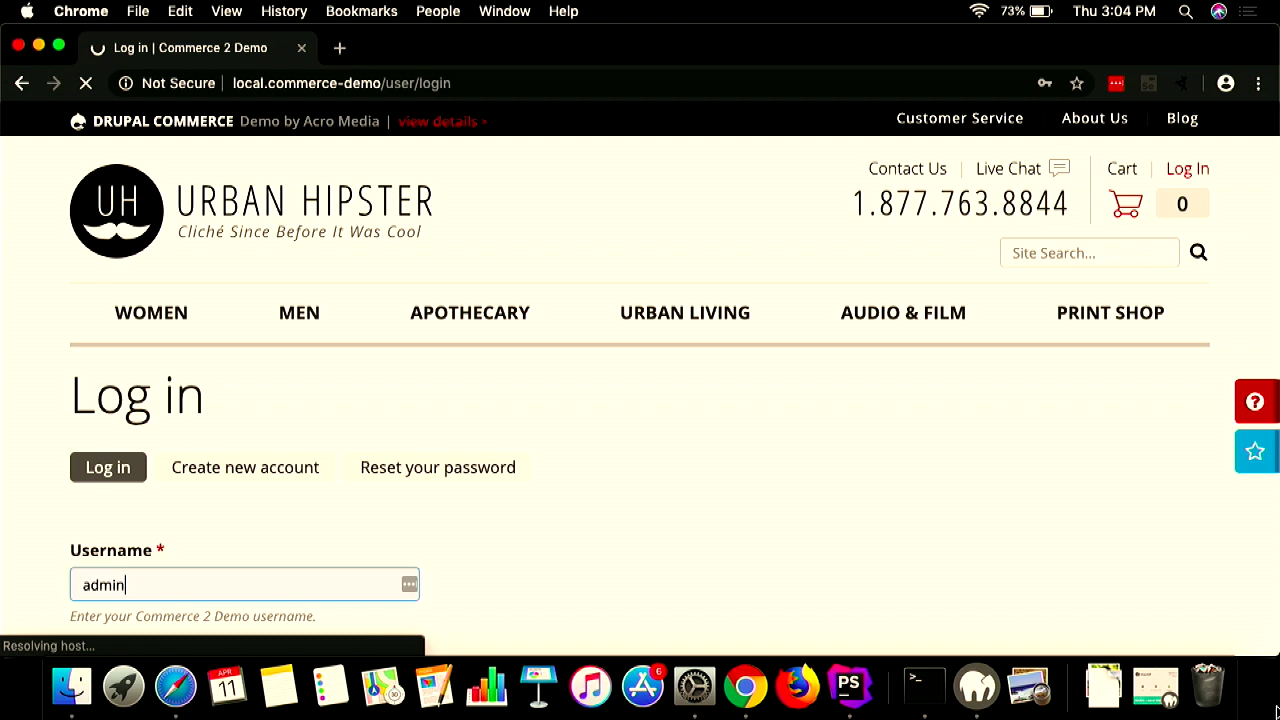 Chrome File Edit View History Bookmarks People Window Help 73% Thu 3:04 PM
Log in | Commerce 2 Demo
Not Secure | local.commerce-demo/user/login
DRUPAL COMMERCE Demo by Acro Media | view details
Customer Service About Us Blog
Contact Us Live Chat Cart Log In
UH URBAN HIPSTER
1.877.763.8844 0
Cliché Since Before It Was Cool
Site Search...
WOMEN MEN APOTHECARY URBAN LIVING AUDIO & FILM PRINT SHOP
Log in
Log in Create new account Reset your password
Username *
admin
Enter your Commerce 2 Demo username.
Resolving host...
APR
11
6
PS